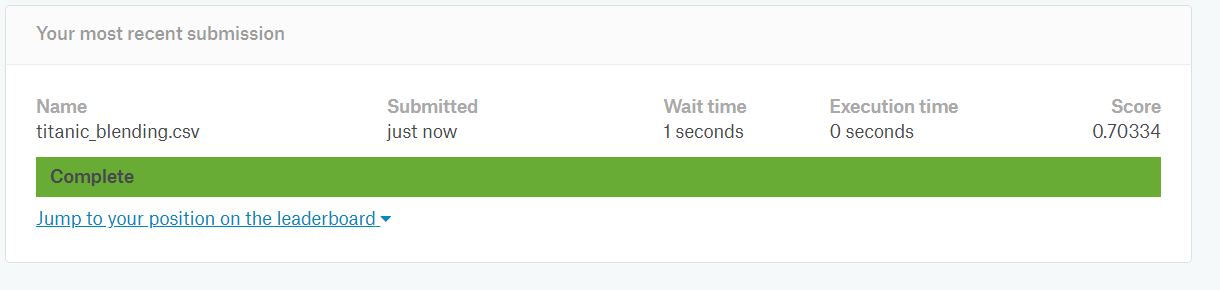 Your most recent submission
Name Submitted Wait time Execution time Score
titanic_blending.csv just now 1 seconds 0 seconds 0.70334
Complete
Jump to your position on the leaderboard